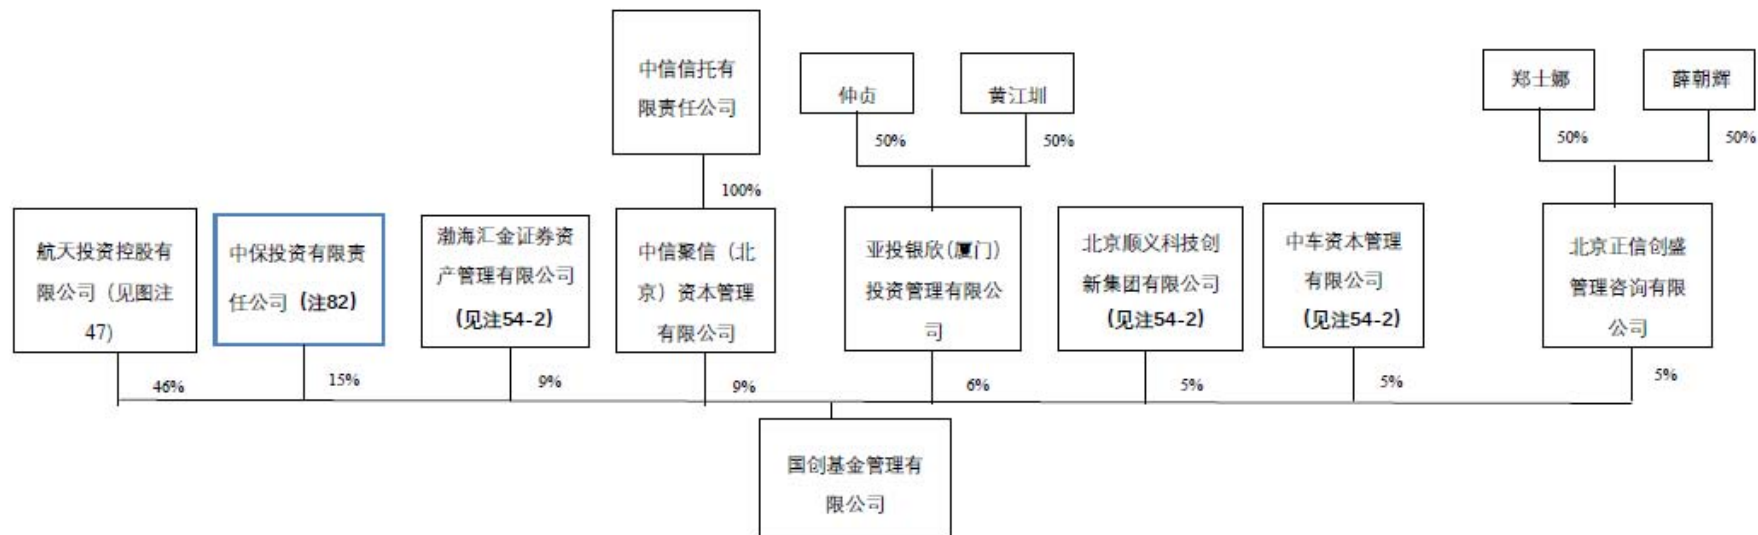 中信信托有
限责任公司
仲贞
黄江圳
郑士娜
薛朝辉
50%
50%
50%
50%
100%
航天投资控股有
限公司（见图注
47）
中保投资有限责
任公司（注82）
渤海汇金证券资
产管理有限公司
（见注54-2）
中信聚信（北
京）资本管理
有限公司
亚投银欣（厦门）
投资管理有限公
司
北京顺义科技创
新集团有限公司
（见注54-2）
中车资本管理
有限公司
（见注54-2）
北京正信创盛
管理咨询有限
公司
46%
15%
9%
9%
6%
5%
5%
5%
国创基金管理有
限公司